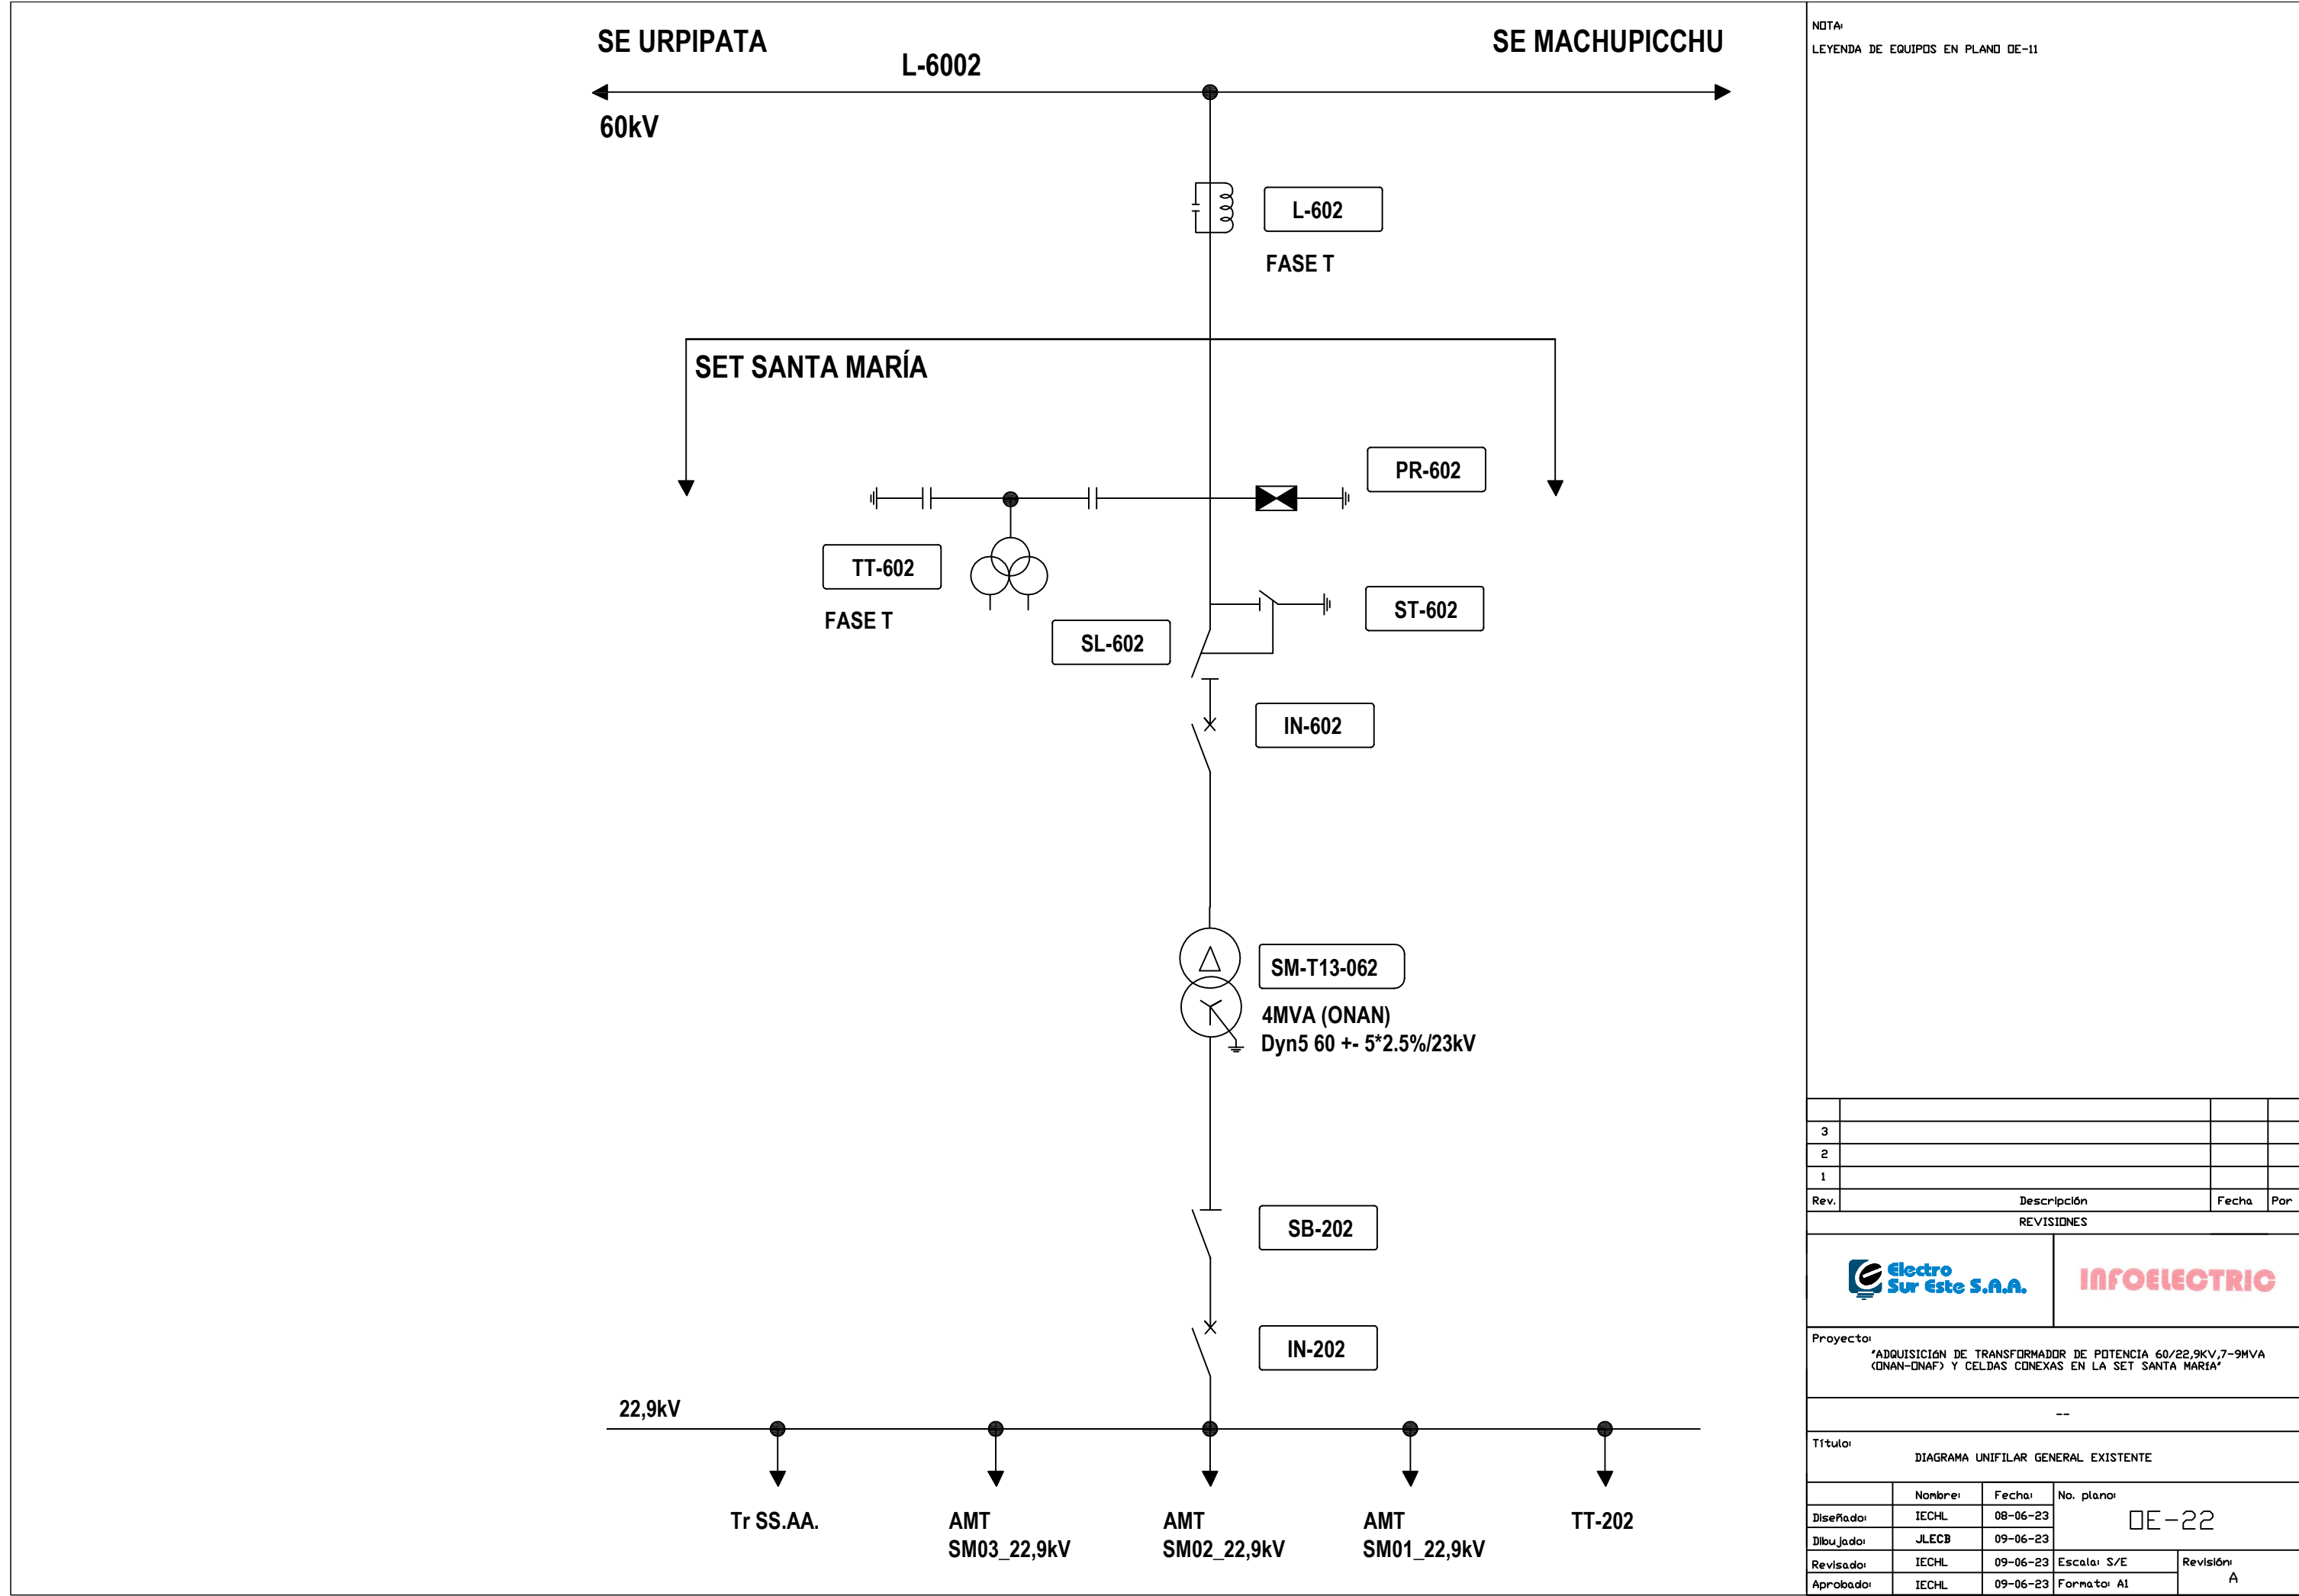 SE URPIPATA
SE MACHUPICCHU
L-6002
60kV
L-602
FASE T
SET SANTA MARÍA
PR-602
TT-602
FASE T
ST-602
SL-602
IN-602
SM-T13-062
4MVA (ONAN)
Dyn5 60 +- 5*2.5%/23kV
SB-202
IN-202
22,9kV
Tr SS.AA.
AMT
SM03_22,9kV
AMT
SM02_22,9kV
AMT
SM01_22,9kV
TT-202
NOTA:
LEYENDA DE EQUIPOS EN PLANO OE-11
3
2
1
Rev. Descripción Fecha Por
REVISIONES
Electro
Sur Este S.A.A.
INFOELECTRIC
Proyecto:
"ADQUISICIÓN DE TRANSFORMADOR DE POTENCIA 60/22,9KV,7-9MVA
(ONAN-ONAF) Y CELDAS CONEXAS EN LA SET SANTA MARÍA"
--
Título:
DIAGRAMA UNIFILAR GENERAL EXISTENTE
Nombre: Fecha: No. plano:
Diseñado: IECHL 08-06-23
OE-22
Dibujado: JLECB 09-06-23
Revisado: IECHL 09-06-23 Escala: S/E Revisión:
Aprobado: IECHL 09-06-23 Formato: A1 A